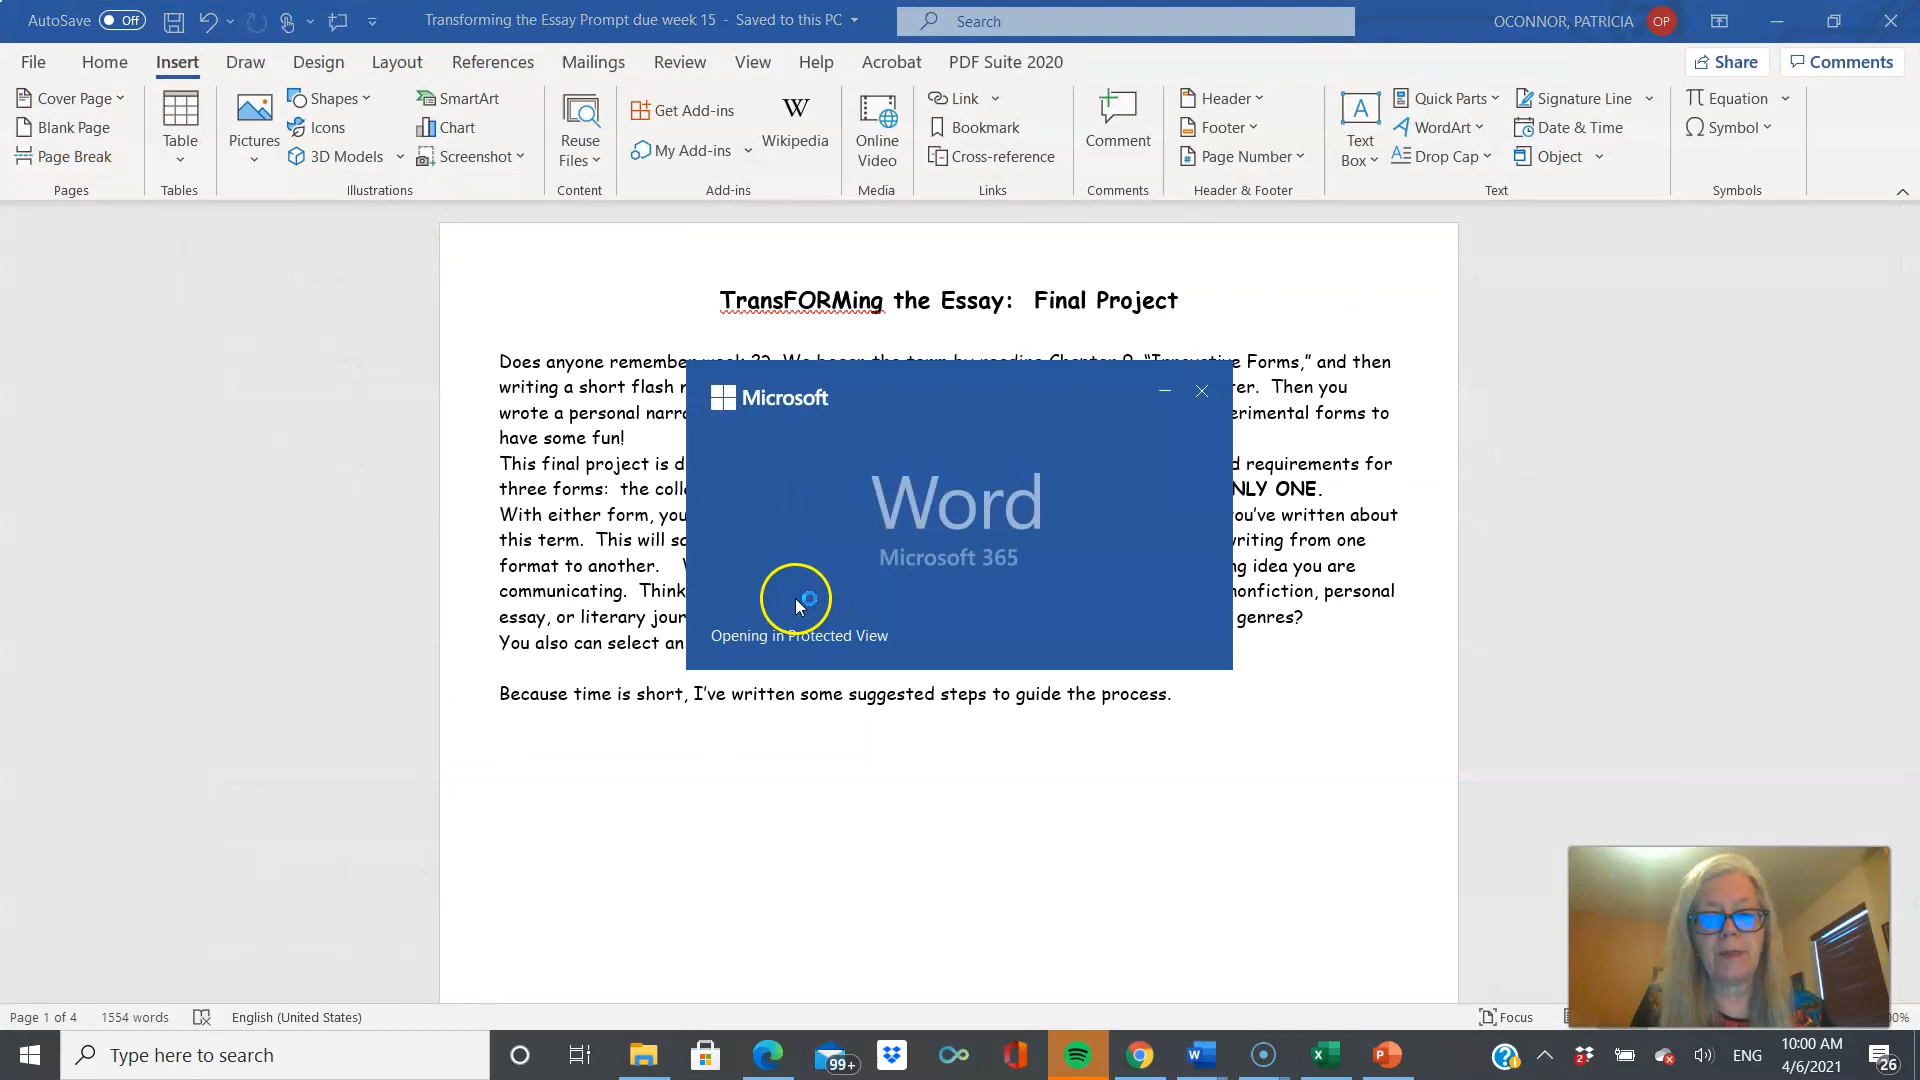 AutoSave Off Transforming the Essay Prompt due week 15 - Saved to this PC Search OCONNOR, PATRICIA OP
File Home Insert Draw Design Layout References Mailings Review View Help Acrobat PDF Suite 2020 Share Comments
Cover Page
Blank Page
Page Break
Pages
Table
Tables
Pictures
Shapes
Icons
3D Models
SmartArt
Chart
Screenshot
Illustrations
Reuse
Files
Content
Get Add-ins
My Add-ins
W
Wikipedia
Add-ins
Online
Video
Media
Link
Bookmark
Cross-reference
Links
Comment
Comments
Header
Footer
Page Number
Header & Footer
A
Text
Box
Quick Parts
WordArt
Drop Cap
Signature Line
Date & Time
Object
Text
Equation
Symbol
Symbols
TransFORMing the Essay: Final Project
Does anyone remember Forms,” and then
writing a short flash ter. Then you
wrote a personal narr erimental forms to
have some fun!
This final project is d d requirements for
three forms: the coll NLY ONE.
With either form, you you’ve written about
this term. This will writing from one
format to another. ng idea you are
communicating. Think nonfiction, personal
essay, or literary jour genres?
You also can select an
Because time is short, I’ve written some suggested steps to guide the process.
Microsoft
Word
Microsoft 365
Opening in Protected View
Page 1 of 4 1554 words English (United States) Focus
Type here to search 99+ 2 ENG 10:00 AM
4/6/2021 26